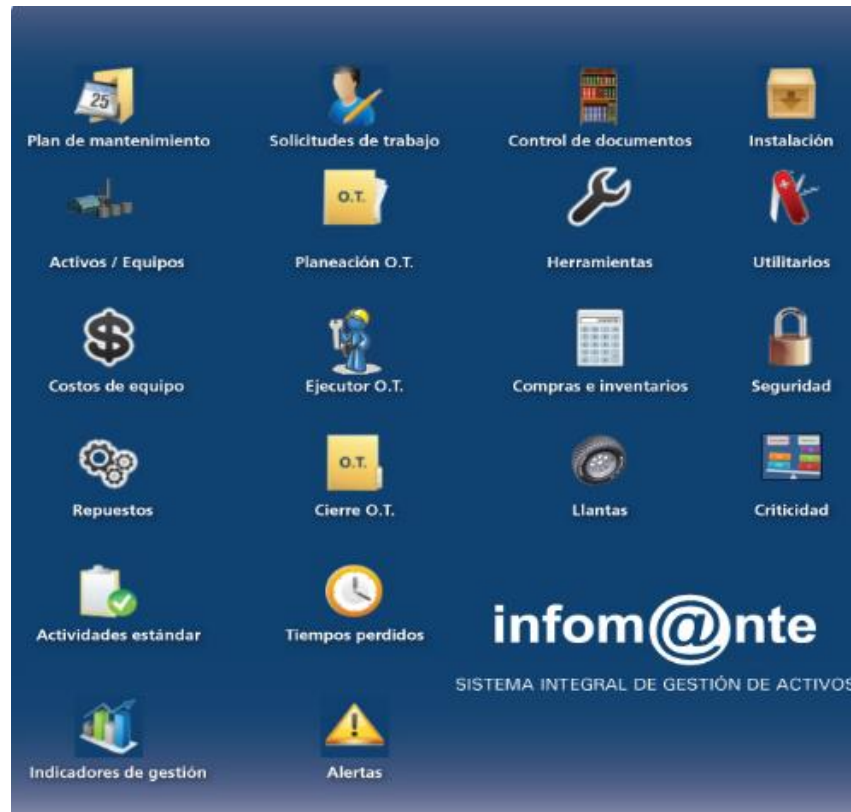 25
Plan de mantenimiento
Solicitudes de trabajo
Control de documentos
Instalación
O.T.
Activos / Equipos
Planeación O.T.
Herramientas
Utilitarios
Costos de equipo
Ejecutor O.T.
Compras e inventarios
Seguridad
O.T.
Repuestos
Cierre O.T.
Llantas
Criticidad
Actividades estándar
Tiempos perdidos
infom@nte
SISTEMA INTEGRAL DE GESTIÓN DE ACTIVOS
Indicadores de gestión
Alertas